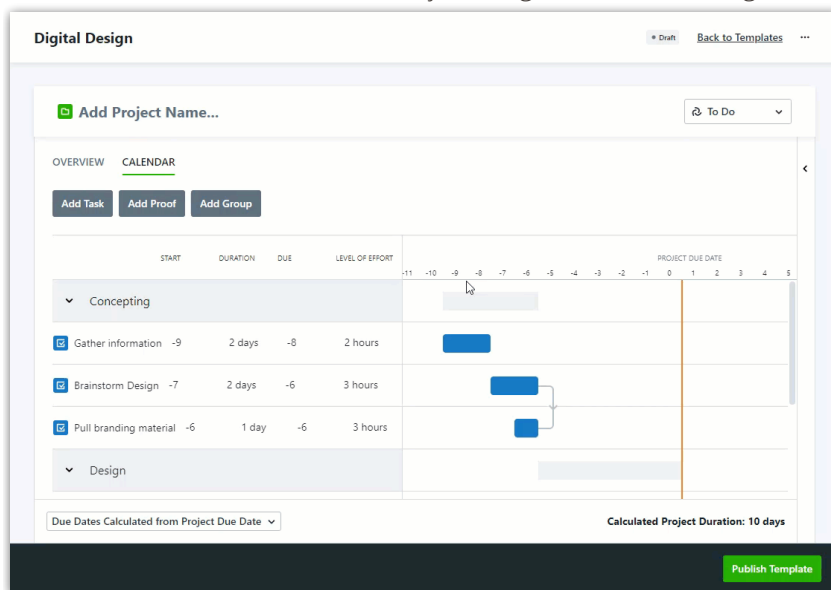 Digital Design
Draft
Back to Templates
Add Project Name...
To Do
OVERVIEW CALENDAR
Add Task Add Proof Add Group
START DURATION DUE LEVEL OF EFFORT PROJECT DUE DATE
-11 -10 -9 -8 -7 -6 -5 -4 -3 -2 -1 0 1 2 3 4 5
Concepting
Gather information -9 2 days -8 2 hours
Brainstorm Design -7 2 days -6 3 hours
Pull branding material -6 1 day -6 3 hours
Design
Due Dates Calculated from Project Due Date Calculated Project Duration: 10 days
Publish Template